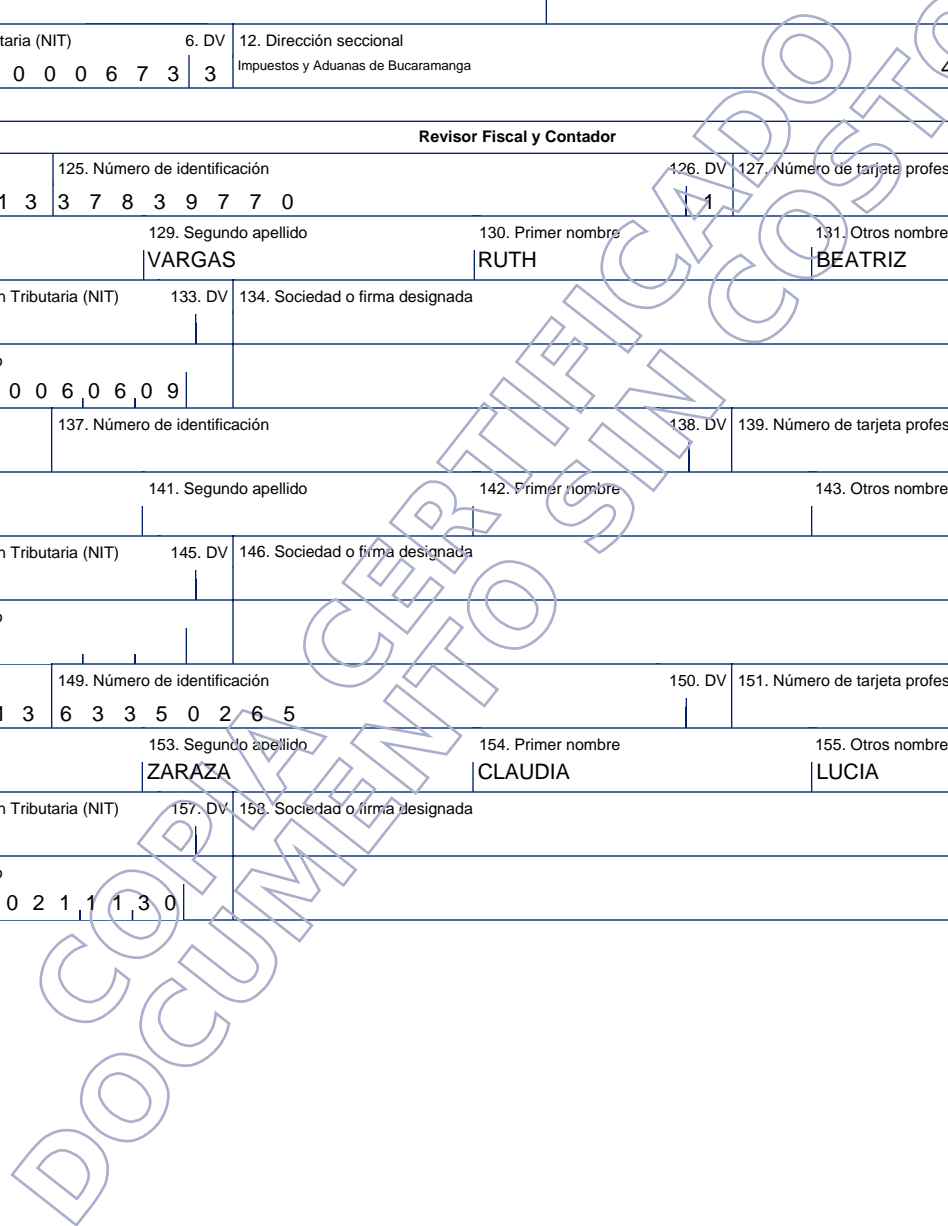 taria (NIT) 6. DV 12. Dirección seccional
0 0 0 6 7 3 3 Impuestos y Aduanas de Bucaramanga 4
Revisor Fiscal y Contador
125. Número de identificación 126. DV 127. Número de tarjeta profes
1 3 3 7 8 3 9 7 7 0 1
129. Segundo apellido 130. Primer nombre 131. Otros nombre
VARGAS RUTH BEATRIZ
n Tributaria (NIT) 133. DV 134. Sociedad o firma designada
o
0 0 6 0 6 0 9
137. Número de identificación 138. DV 139. Número de tarjeta profes
141. Segundo apellido 142. Primer nombre 143. Otros nombre
n Tributaria (NIT) 145. DV 146. Sociedad o firma designada
o
149. Número de identificación 150. DV 151. Número de tarjeta profes
1 3 6 3 3 5 0 2 6 5
153. Segundo apellido 154. Primer nombre 155. Otros nombre
ZARAZA CLAUDIA LUCIA
n Tributaria (NIT) 157. DV 158. Sociedad o firma designada
o
0 2 1 1 1 3 0
COPIA CERTIFICADO
DOCUMENTO SIN COSTO